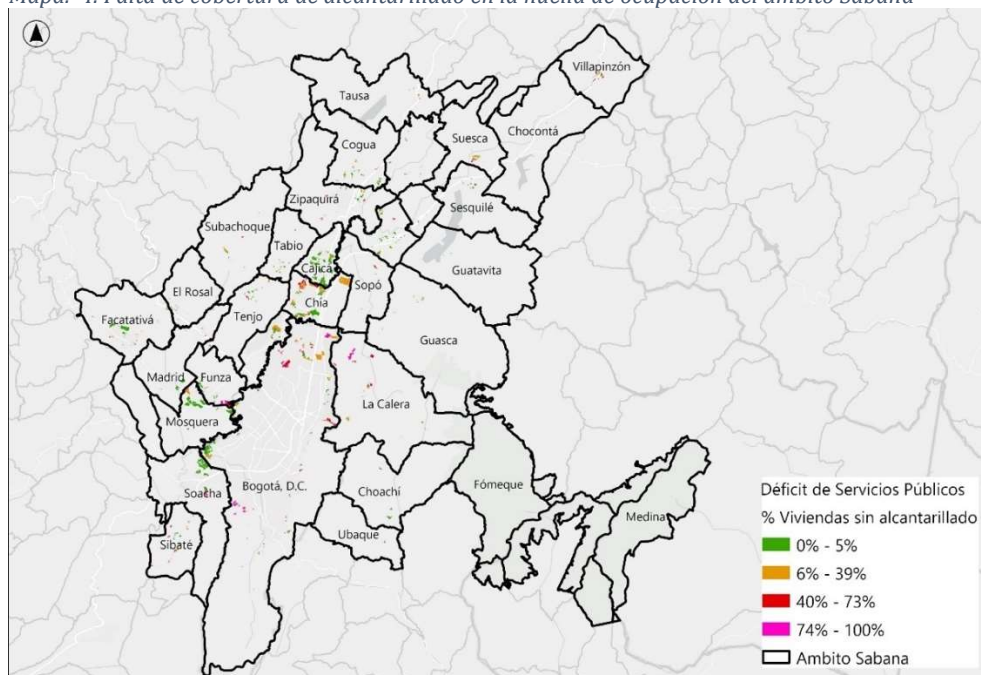 Mapa. 4. Falta de cobertura de alcantarillado en la huella de ocupación del ámbito Sabana
Villapinzón
Tausa
Chocontá
Suesca
Cogua
Zipaquirá
Sesquilé
Subachoque
Tabio
Cajicá
Guatavita
Sopó
El Rosal
Chía
Tenjo
Facatativá
Guasca
Madrid
Funza
La Calera
Mosquera
Soacha
Bogotá, D.C.
Choachí
Fómeque
Medina
Ubaque
Sibaté
Déficit de Servicios Públicos
% Viviendas sin alcantarillado
0% - 5%
6% - 39%
40% - 73%
74% - 100%
Ambito Sabana